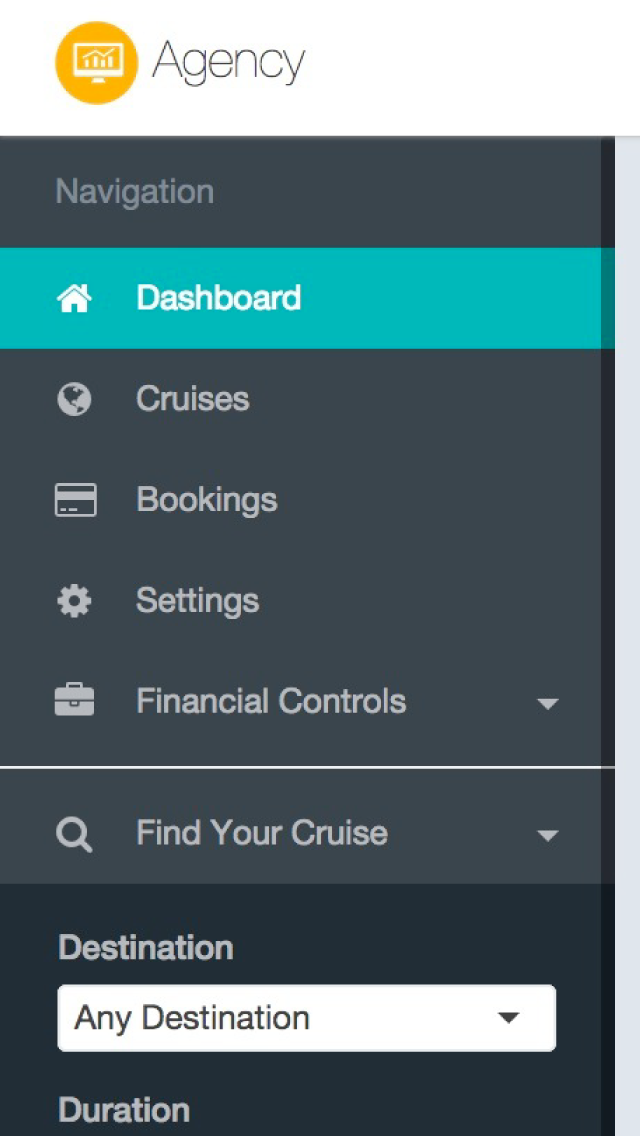 Agency
Navigation
Dashboard
Cruises
Bookings
Settings
Financial Controls
Find Your Cruise
Destination
Any Destination
Duration